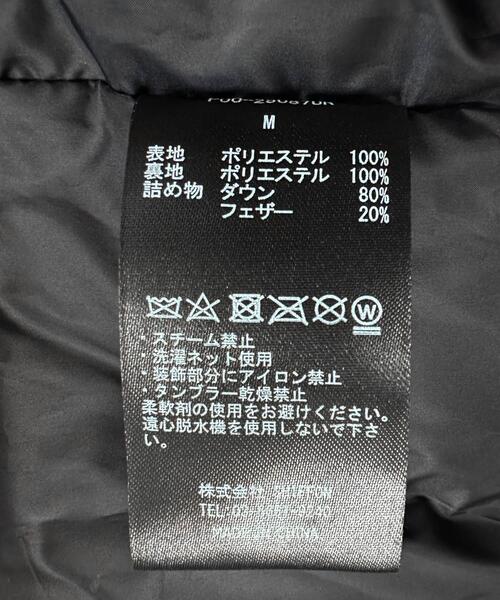 M
表地 ポリエステル 100%
裏地 ポリエステル 100%
詰め物 ダウン 80%
フェザー 20%
W
・スチーム禁止
・洗濯ネット使用
・装飾部分にアイロン禁止
・タンブラー乾燥禁止
柔軟剤の使用をお避けください。
遠心脱水機を使用しないで下さ
い。
株式会社 SHIFFON
MADE IN CHINA